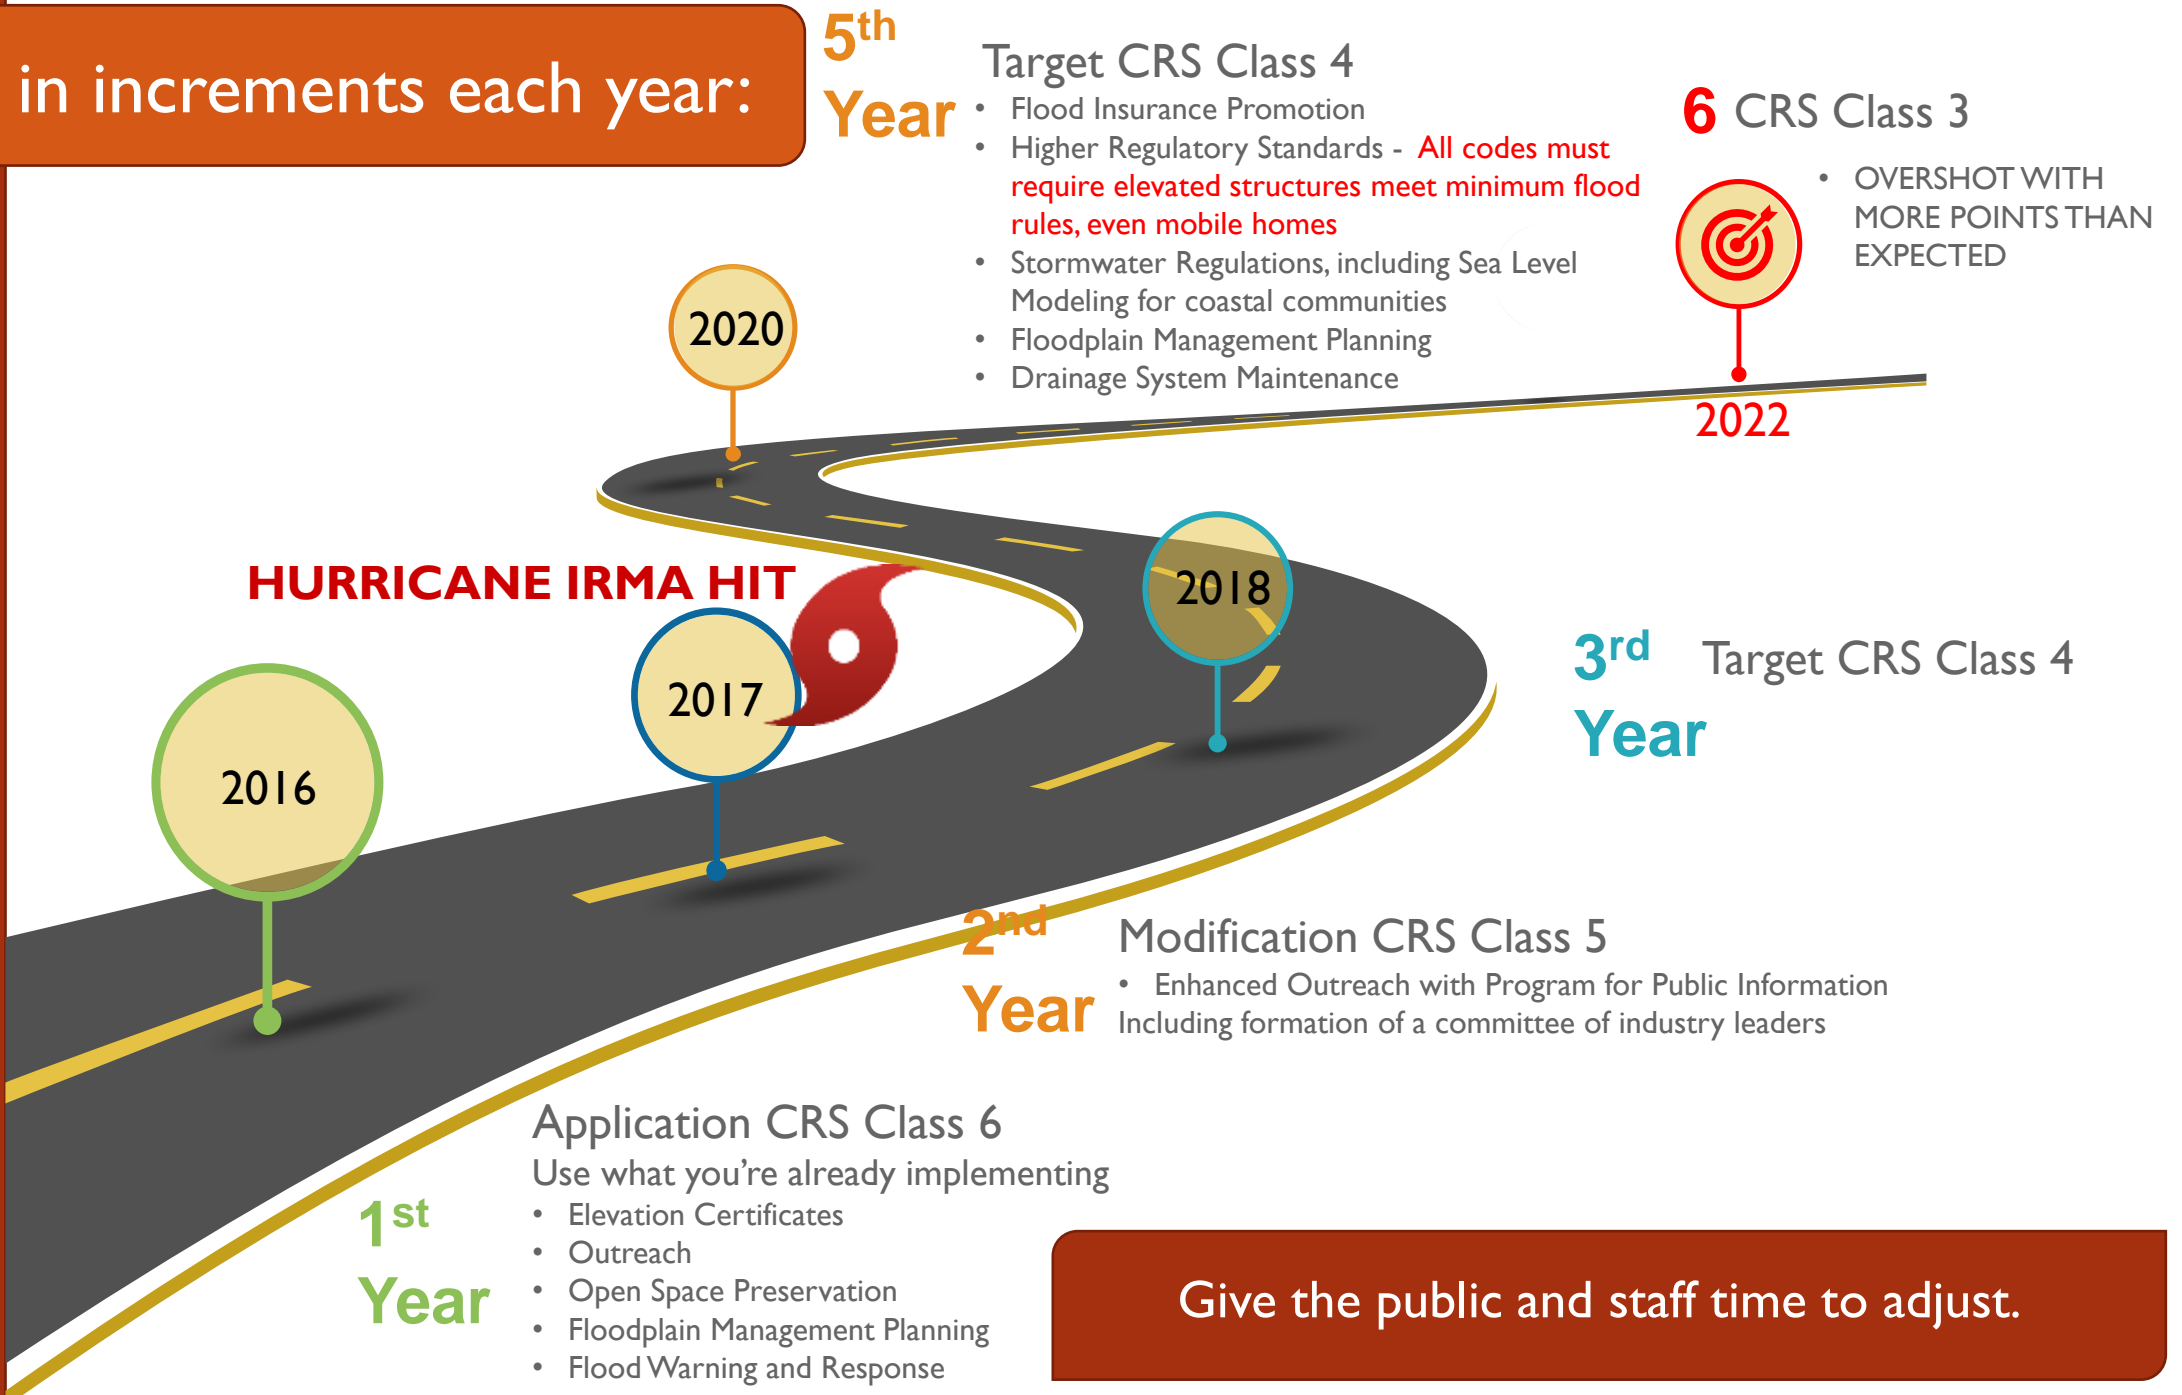 in increments each year:
5th
Year
Target CRS Class 4
• Flood Insurance Promotion
• Higher Regulatory Standards - All codes must
require elevated structures meet minimum flood
rules, even mobile homes
• Stormwater Regulations, including Sea Level
Modeling for coastal communities
• Floodplain Management Planning
• Drainage System Maintenance
6 CRS Class 3
• OVERSHOT WITH
MORE POINTS THAN
EXPECTED
2022
2020
HURRICANE IRMA HIT
2018
2017
2016
3rd
Year
Target CRS Class 4
2nd
Year
Modification CRS Class 5
• Enhanced Outreach with Program for Public Information
Including formation of a committee of industry leaders
1st
Year
Application CRS Class 6
Use what you’re already implementing
• Elevation Certificates
• Outreach
• Open Space Preservation
• Floodplain Management Planning
• Flood Warning and Response
Give the public and staff time to adjust.